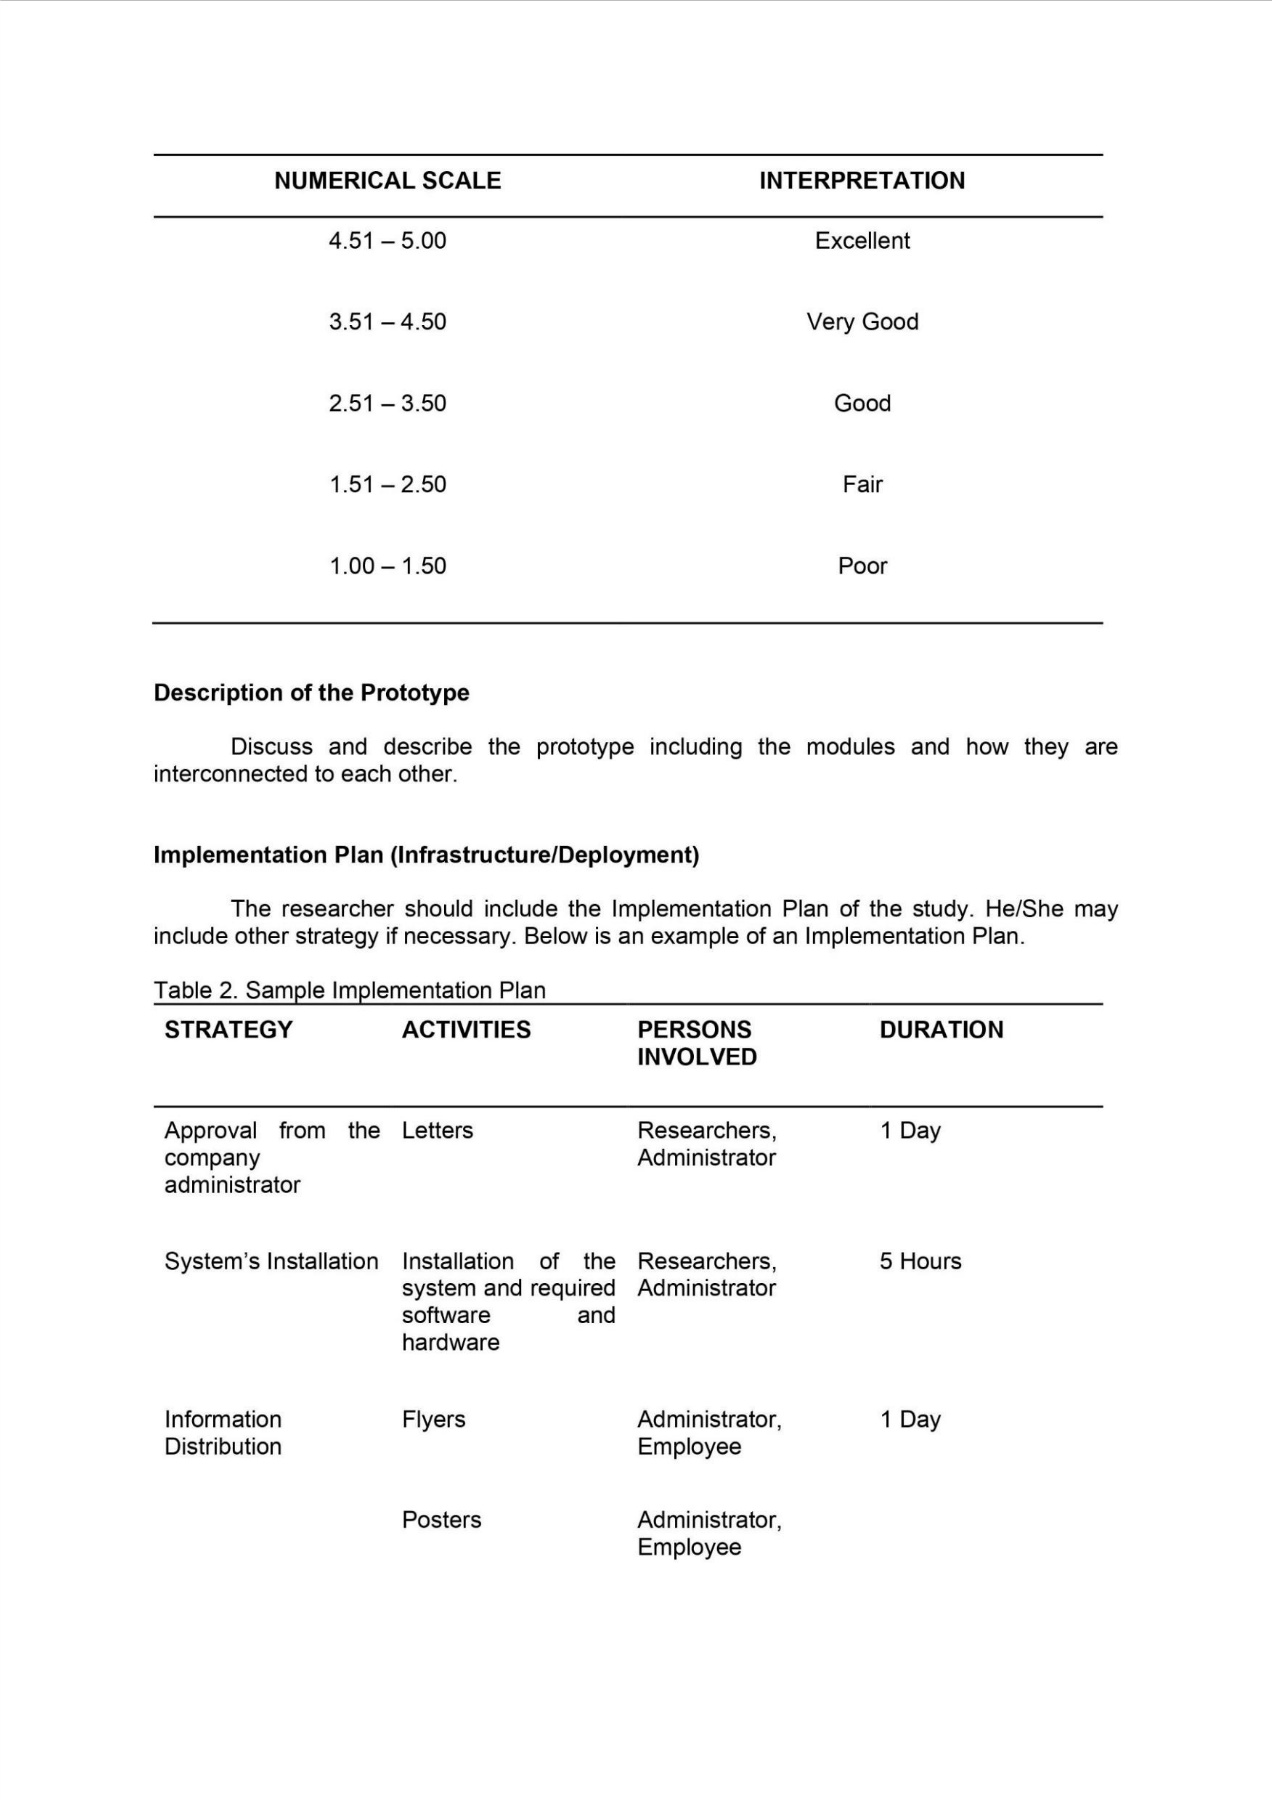 NUMERICAL SCALE INTERPRETATION
4.51 – 5.00 Excellent
3.51 – 4.50 Very Good
2.51 – 3.50 Good
1.51 – 2.50 Fair
1.00 – 1.50 Poor
Description of the Prototype
Discuss and describe the prototype including the modules and how they are
interconnected to each other.
Implementation Plan (Infrastructure/Deployment)
The researcher should include the Implementation Plan of the study. He/She may
include other strategy if necessary. Below is an example of an Implementation Plan.
Table 2. Sample Implementation Plan
STRATEGY ACTIVITIES PERSONS DURATION
INVOLVED
Approval from the Letters Researchers, 1 Day
company Administrator
administrator
System’s Installation Installation of the Researchers, 5 Hours
system and required Administrator
software and
hardware
Information Flyers Administrator, 1 Day
Distribution Employee
Posters Administrator,
Employee